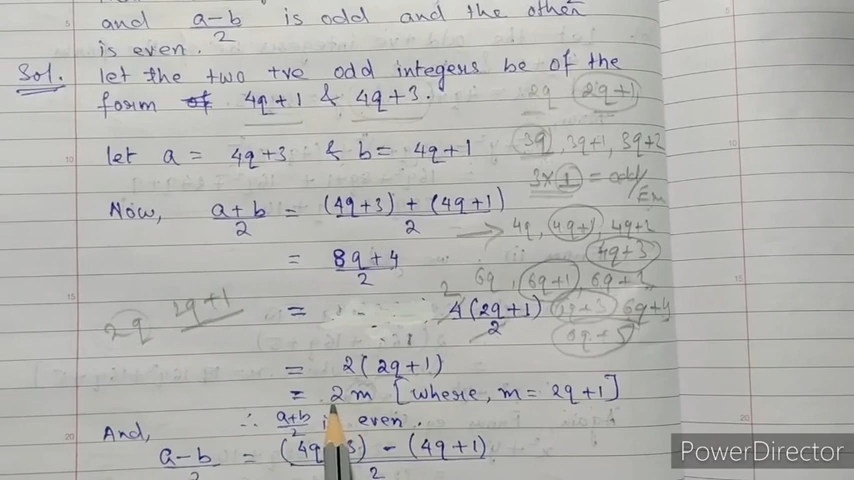 and a-b/2 is odd and the other
is even.
Sol. let the two +ve odd integers be of the
form 4q+1 & 4q+3.
2q 2q+1
let a = 4q+3 & b = 4q+1
3q, 3q+1, 3q+2
3×1 = odd/
Now, a+b/2 = (4q+3) + (4q+1)/2
4q, 4q+1, 4q+2
4q+3
= 8q+4/2
6q, 6q+1, 6q+2
2q 2q+1
= 4(2q+1)/2
2
6q+3 6q+4
6q+5
= 2(2q+1)
= 2m [where, m = 2q+1]
∴ a+b/2 is even.
And,
a-b/2 = (4q+3) - (4q+1)/2
PowerDirector